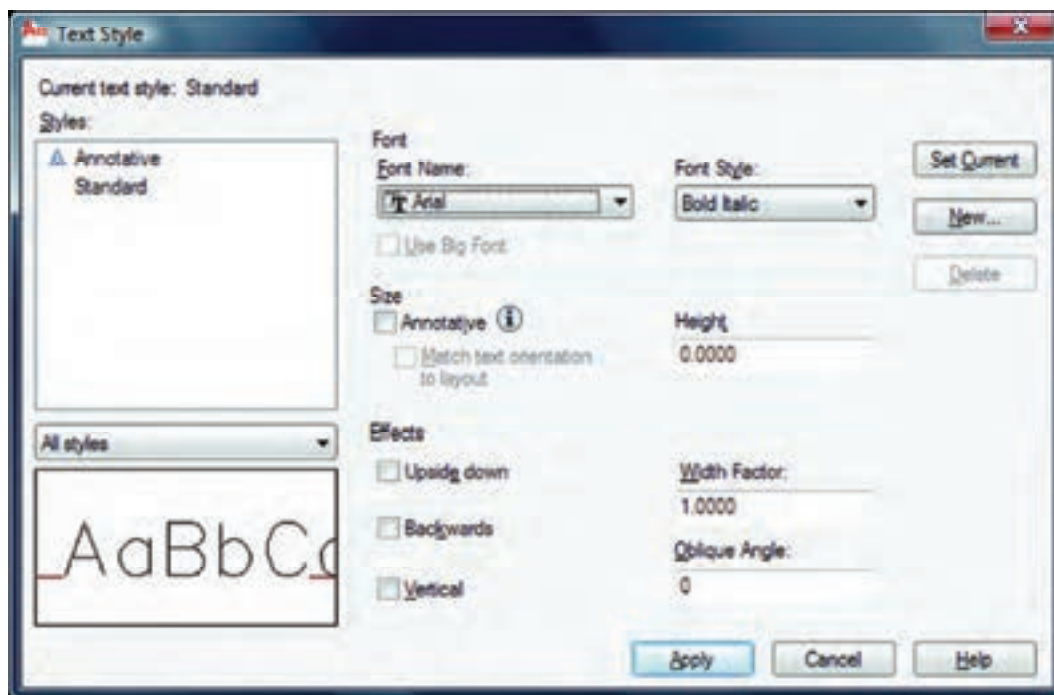 Text Style
Current text style: Standard
Styles:
Annotative
Standard
All styles
AaBbCc
Font
Font Name:
Arial
Use Big Font
Font Style:
Bold Italic
Size
Annotative
Match text orientation
to layout
Height
0.0000
Effects
Upside down
Backwards
Vertical
Width Factor:
1.0000
Oblique Angle:
0
Set Current
New...
Delete
Apply
Cancel
Help